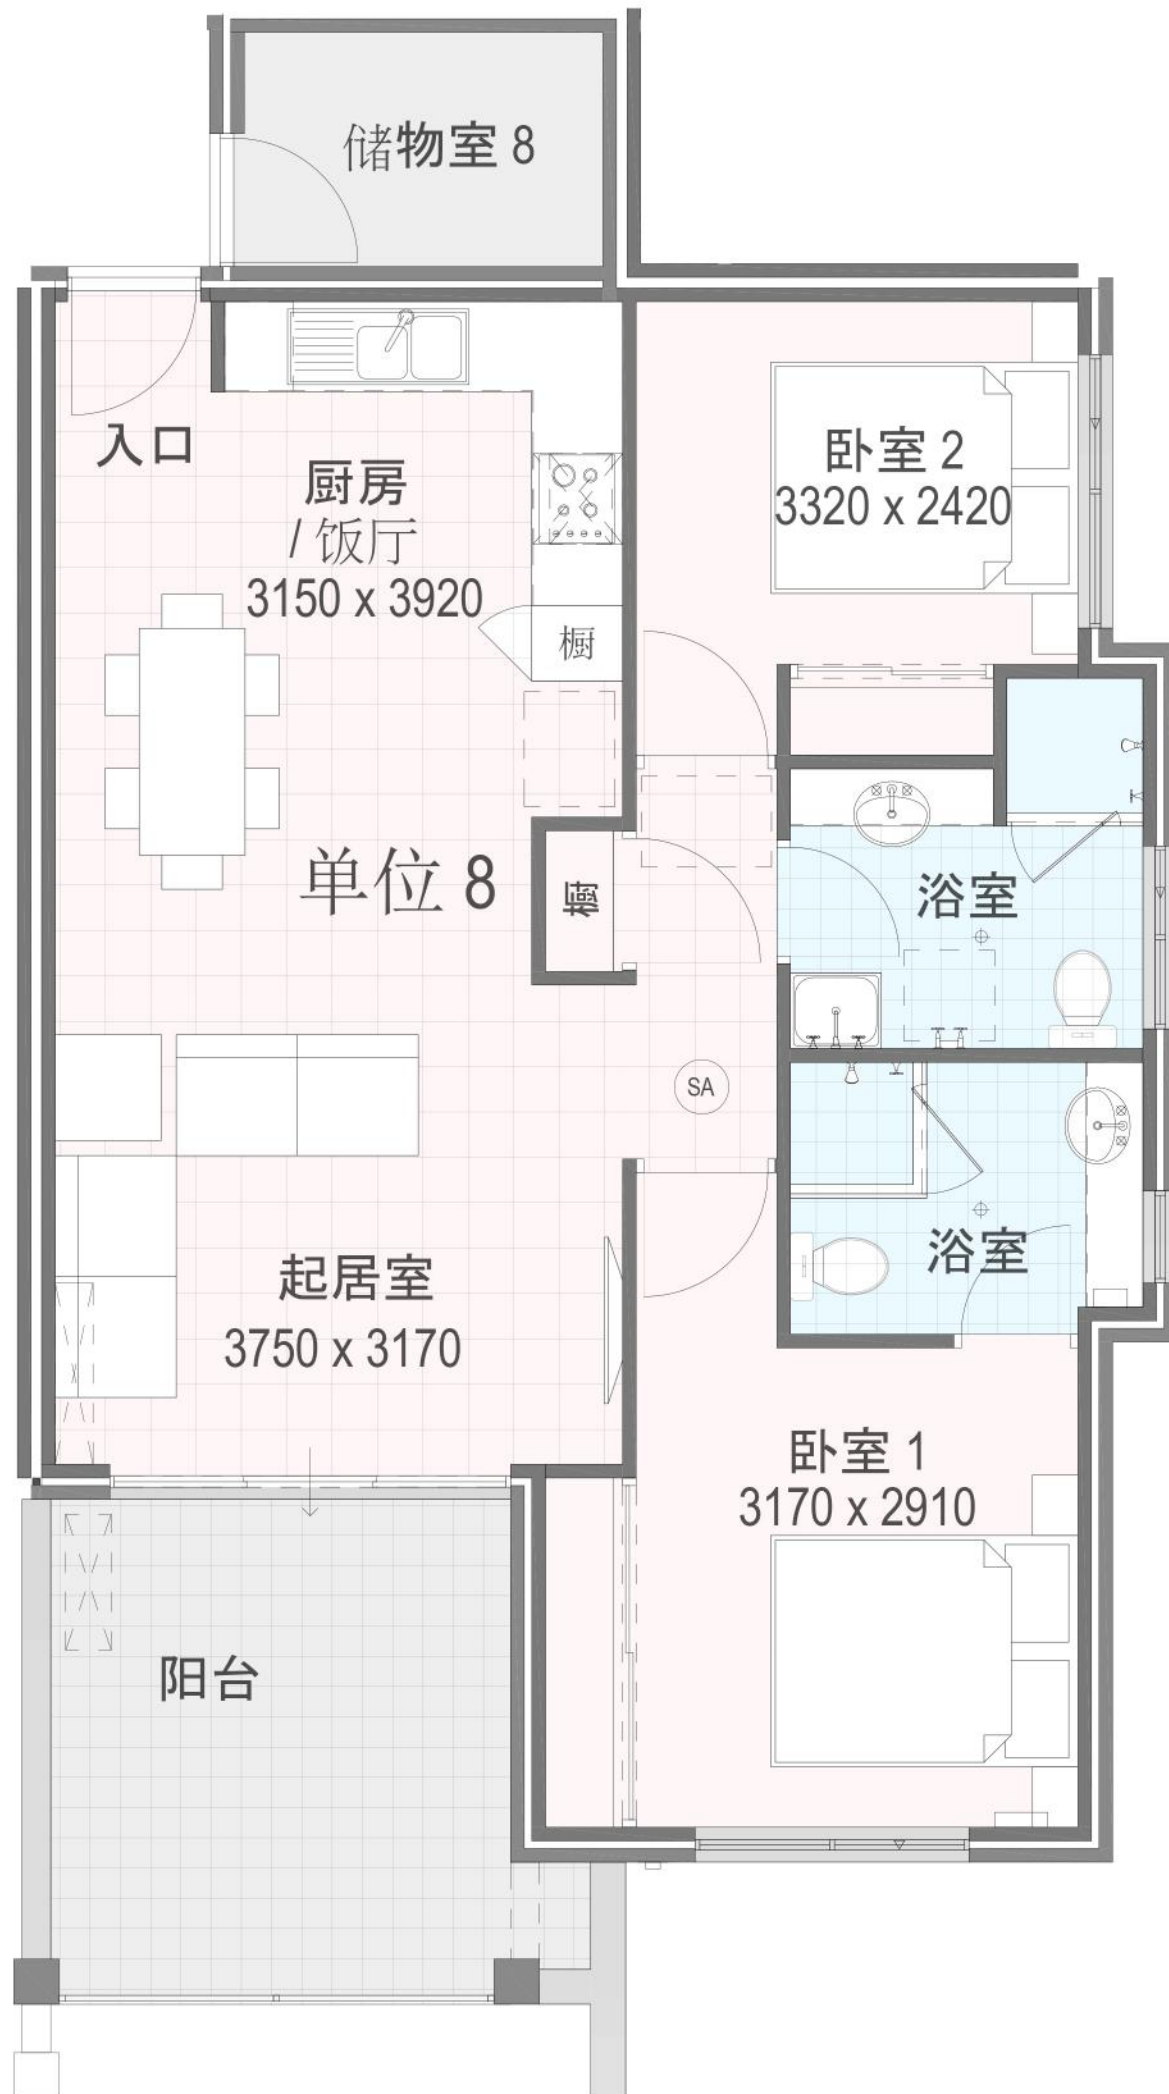 储物室 8
入口
厨房
/ 饭厅
3150 x 3920
橱
卧室 2
3320 x 2420
单位 8
橱
浴室
SA
浴室
起居室
3750 x 3170
卧室 1
3170 x 2910
阳台